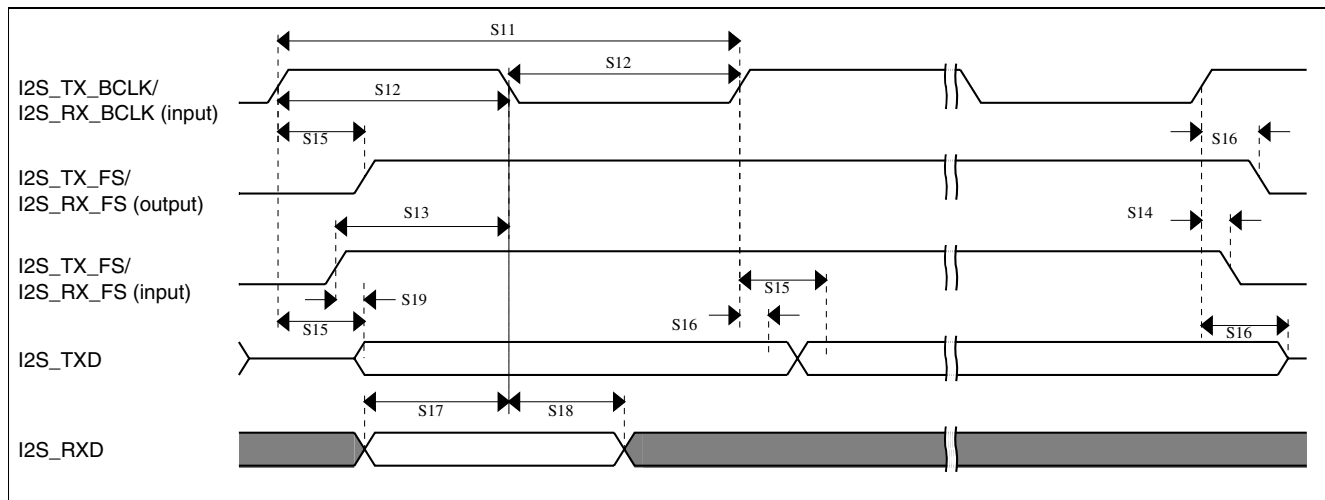 S11
S12
I2S_TX_BCLK/
I2S_RX_BCLK (input)
S12
S15
S16
I2S_TX_FS/
I2S_RX_FS (output)
S13
S14
I2S_TX_FS/
I2S_RX_FS (input)
S15
S19
S15
S16
S16
I2S_TXD
S17
S18
I2S_RXD